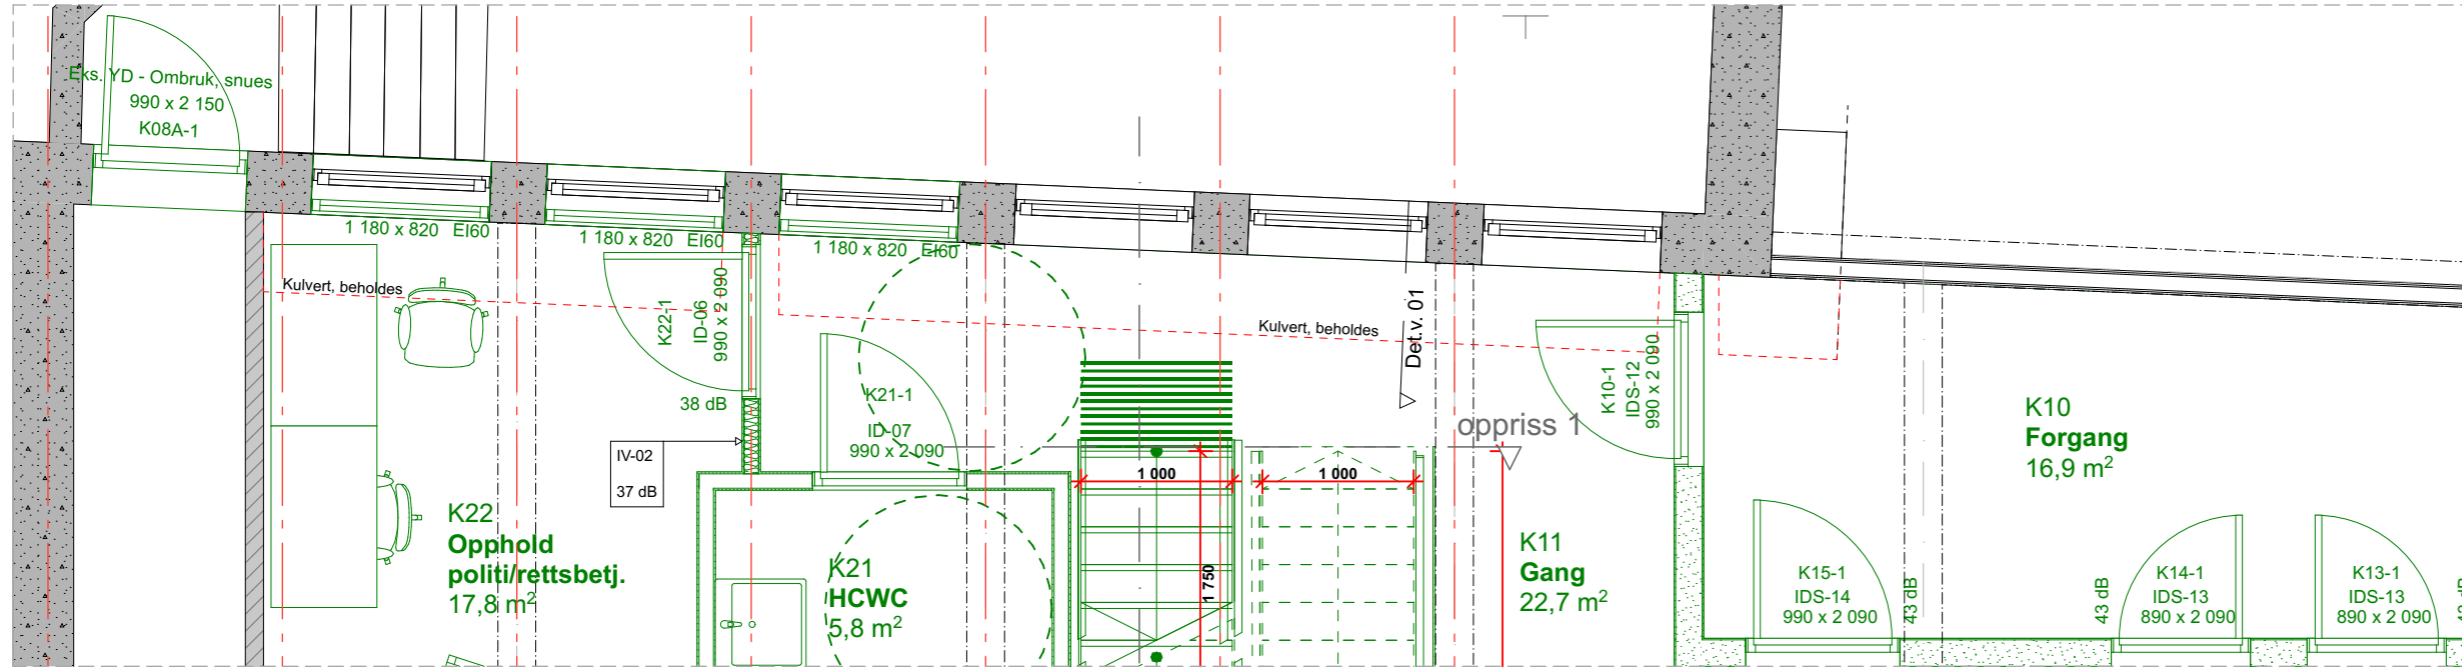 Eks. YD - Ombruk, snues
990 x 2 150
K08A-1
1 180 x 820 EI60
1 180 x 820 EI60
1 180 x 820 EI60
Kulvert, beholdes
K22-1
ID-06
990 x 2 090
38 dB
IV-02
37 dB
K21-1
ID-07
990 x 2 090
Kulvert, beholdes
Det.v. 01
oppriss 1
K10-1
IDS-12
990 x 2 090
K10
Forgang
16,9 m²
1 000
1 000
1 750
K22
Opphold
politi/rettsbetj.
17,8 m²
K21
HCWC
5,8 m²
K11
Gang
22,7 m²
K15-1
IDS-14
990 x 2 090
43 dB
43 dB
K14-1
IDS-13
890 x 2 090
K13-1
IDS-13
890 x 2 090